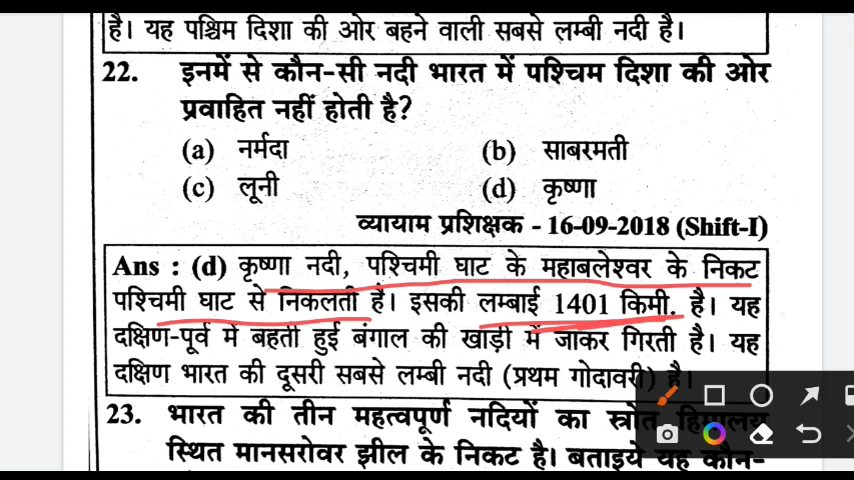 है। यह पश्चिम दिशा की ओर बहने वाली सबसे लम्बी नदी है।
22. इनमें से कौन-सी नदी भारत में पश्चिम दिशा की ओर
प्रवाहित नहीं होती है?
(a) नर्मदा (b) साबरमती
(c) लूनी (d) कृष्णा
व्यायाम प्रशिक्षक - 16-09-2018 (Shift-I)
Ans : (d) कृष्णा नदी, पश्चिमी घाट के महाबलेश्वर के निकट
पश्चिमी घाट से निकलती है। इसकी लम्बाई 1401 किमी. है। यह
दक्षिण-पूर्व में बहती हुई बंगाल की खाड़ी में जाकर गिरती है। यह
दक्षिण भारत की दूसरी सबसे लम्बी नदी (प्रथम गोदावरी) है।
23. भारत की तीन महत्वपूर्ण नदियों का स्त्रोत हिमालय
स्थित मानसरोवर झील के निकट है। बताइये यह कौन-